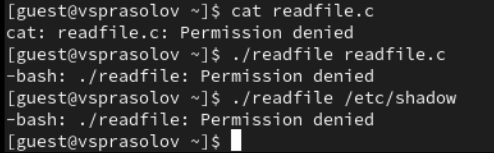 [guest@vsprasolov ~]$ cat readfile.c
cat: readfile.c: Permission denied
[guest@vsprasolov ~]$ ./readfile readfile.c
-bash: ./readfile: Permission denied
[guest@vsprasolov ~]$ ./readfile /etc/shadow
-bash: ./readfile: Permission denied
[guest@vsprasolov ~]$